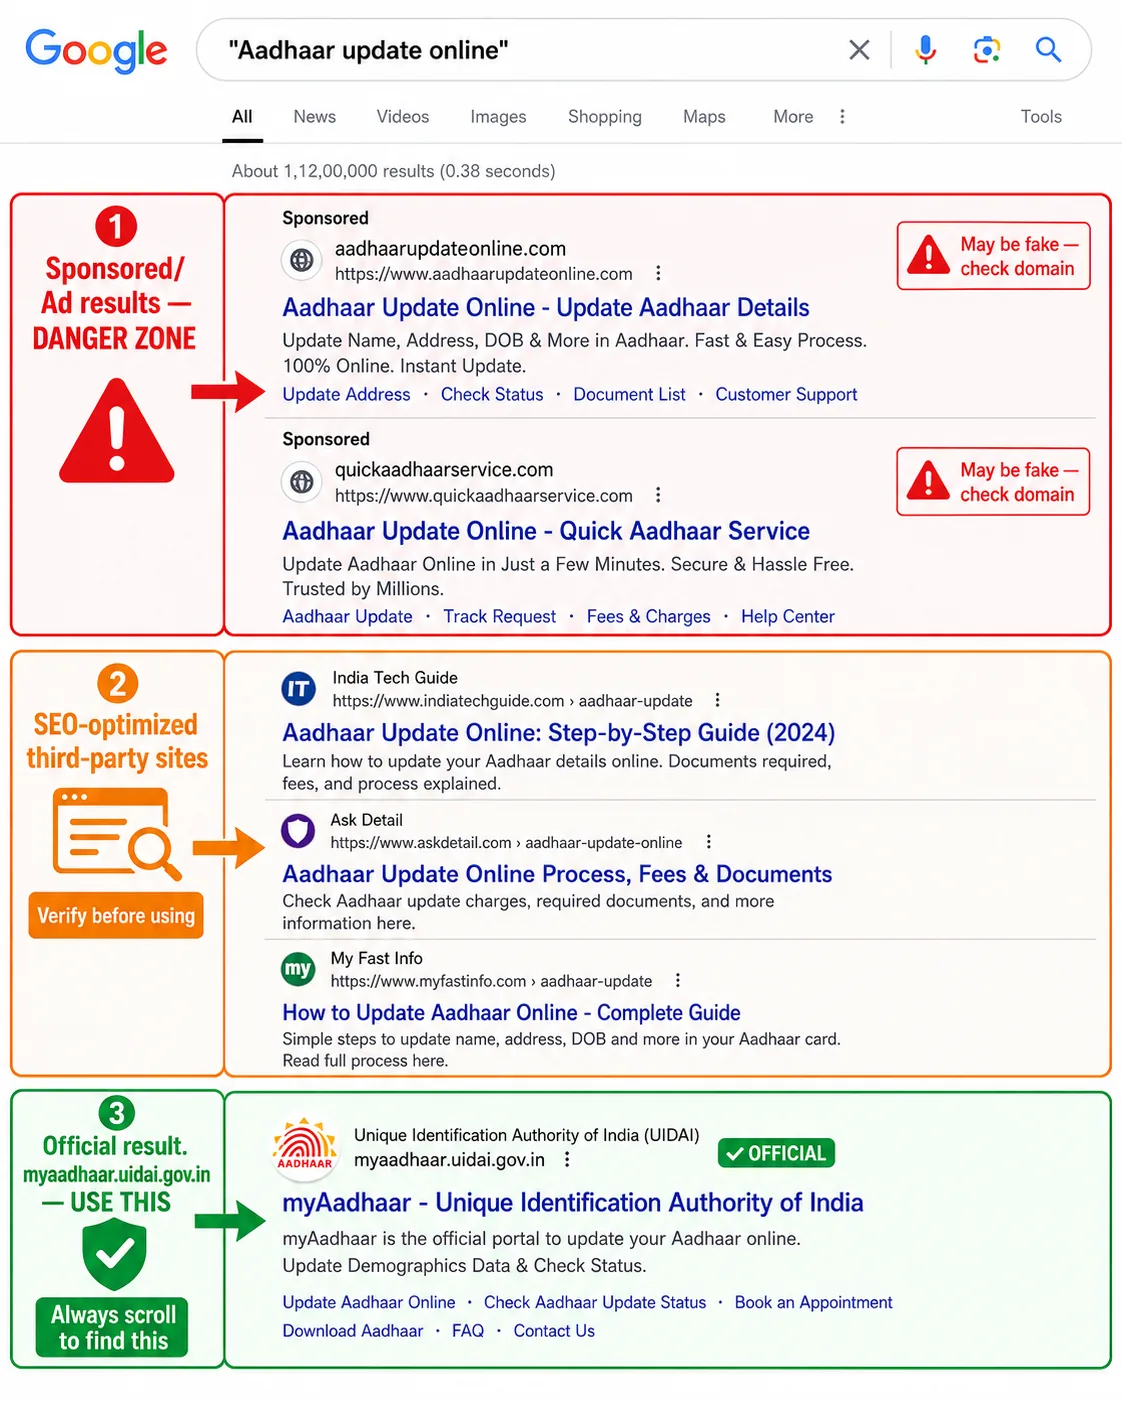 Google
"Aadhaar update online"
All News Videos Images Shopping Maps More Tools
About 1,12,00,000 results (0.38 seconds)
1
Sponsored/
Ad results —
DANGER ZONE
Sponsored
aadhaarupdateonline.com
https://www.aadhaarupdateonline.com
May be fake —
check domain
Aadhaar Update Online - Update Aadhaar Details
Update Name, Address, DOB & More in Aadhaar. Fast & Easy Process.
100% Online. Instant Update.
Update Address · Check Status · Document List · Customer Support
Sponsored
quickaadhaarservice.com
https://www.quickaadhaarservice.com
May be fake —
check domain
Aadhaar Update Online - Quick Aadhaar Service
Update Aadhaar Online in Just a Few Minutes. Secure & Hassle Free.
Trusted by Millions.
Aadhaar Update · Track Request · Fees & Charges · Help Center
2
SEO-optimized
third-party sites
Verify before using
IT
India Tech Guide
https://www.indiatechguide.com › aadhaar-update
Aadhaar Update Online: Step-by-Step Guide (2024)
Learn how to update your Aadhaar details online. Documents required,
fees, and process explained.
Ask Detail
https://www.askdetail.com › aadhaar-update-online
Aadhaar Update Online Process, Fees & Documents
Check Aadhaar update charges, required documents, and more
information here.
my
My Fast Info
https://www.myfastinfo.com › aadhaar-update
How to Update Aadhaar Online - Complete Guide
Simple steps to update name, address, DOB and more in your Aadhaar card.
Read full process here.
3
Official result.
myaadhaar.uidai.gov.in
— USE THIS
Always scroll
to find this
AADHAAR
Unique Identification Authority of India (UIDAI)
myaadhaar.uidai.gov.in
OFFICIAL
myAadhaar - Unique Identification Authority of India
myAadhaar is the official portal to update your Aadhaar online.
Update Demographics Data & Check Status.
Update Aadhaar Online · Check Aadhaar Update Status · Book an Appointment
Download Aadhaar · FAQ · Contact Us